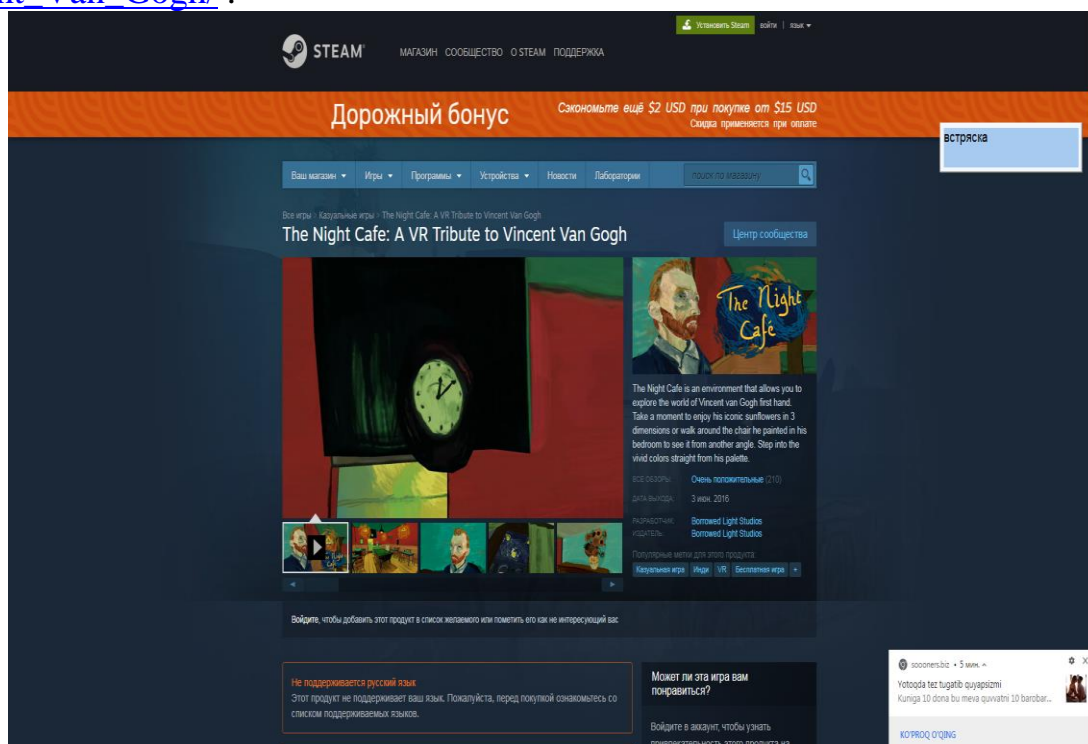 nt_Van_Gogh/ .
Установить Steam войти | язык
STEAM
МАГАЗИН СООБЩЕСТВО О STEAM ПОДДЕРЖКА
Дорожный бонус
Сэкономьте ещё $2 USD при покупке от $15 USD
Скидка применяется при оплате
встряска
Ваш магазин Игры Программы Устройства Новости Лаборатории поиск по магазину
Все игры > Казуальные игры > The Night Cafe: A VR Tribute to Vincent Van Gogh
The Night Cafe: A VR Tribute to Vincent Van Gogh
Центр сообщества
The Night
Café
The Night Cafe is an environment that allows you to
explore the world of Vincent van Gogh first hand.
Take a moment to enjoy his iconic sunflowers in 3
dimensions or walk around the chair he painted in his
bedroom to see it from another angle. Step into the
vivid colors straight from his palette.
ВСЕ ОБЗОРЫ: Очень положительные (210)
ДАТА ВЫХОДА: 3 июн. 2016
РАЗРАБОТЧИК: Borrowed Light Studios
ИЗДАТЕЛЬ: Borrowed Light Studios
Популярные метки для этого продукта:
Казуальная игра Инди VR Бесплатная игра +
Войдите, чтобы добавить этот продукт в список желаемого или пометить его как не интересующий вас
Не поддерживается русский язык
Этот продукт не поддерживает ваш язык. Пожалуйста, перед покупкой ознакомьтесь со
списком поддерживаемых языков.
Может ли эта игра вам
понравиться?
Войдите в аккаунт, чтобы узнать
привлекательность этого продукта на
sooners.biz • 5 мин.
Yotoqda tez tugatib quyapsizmi
Kuniga 10 dona bu meva quvvatni 10 barobar...
KO'PROQ O'QING